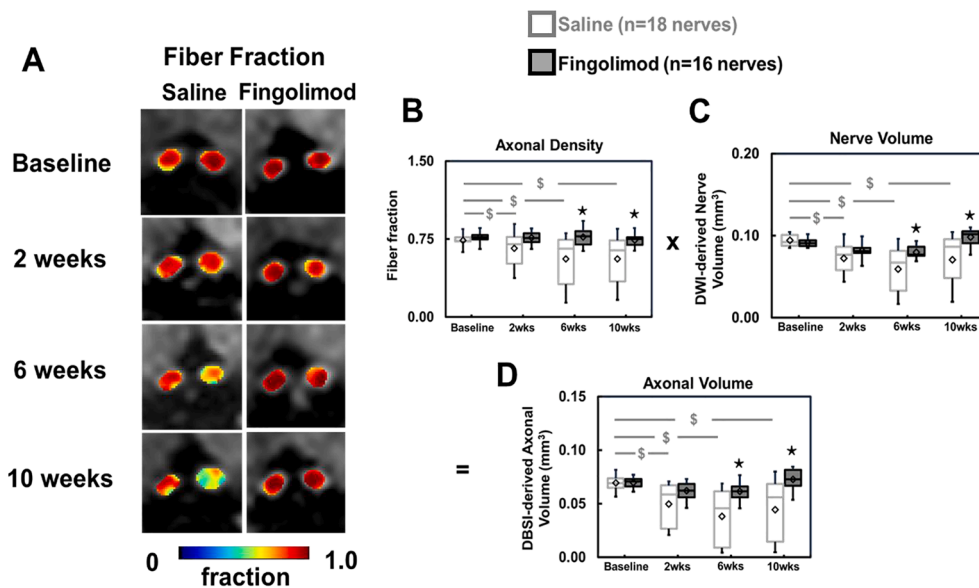 Saline (n=18 nerves)
Fingolimod (n=16 nerves)
A
Fiber Fraction
Saline Fingolimod
Baseline
2 weeks
6 weeks
10 weeks
0
1.0
fraction
B
Axonal Density
Fiber fraction
1.50
0.75
0.00
$
$
$
★
★
Baseline 2wks 6wks 10wks
x
C
Nerve Volume
DWI-derived Nerve
Volume (mm³)
0.20
0.10
0.00
$
$
$
★
★
Baseline 2wks 6wks 10wks
=
D
Axonal Volume
DBSI-derived Axonal
Volume (mm³)
0.15
0.10
0.05
0.00
$
$
$
★
★
Baseline 2wks 6wks 10wks